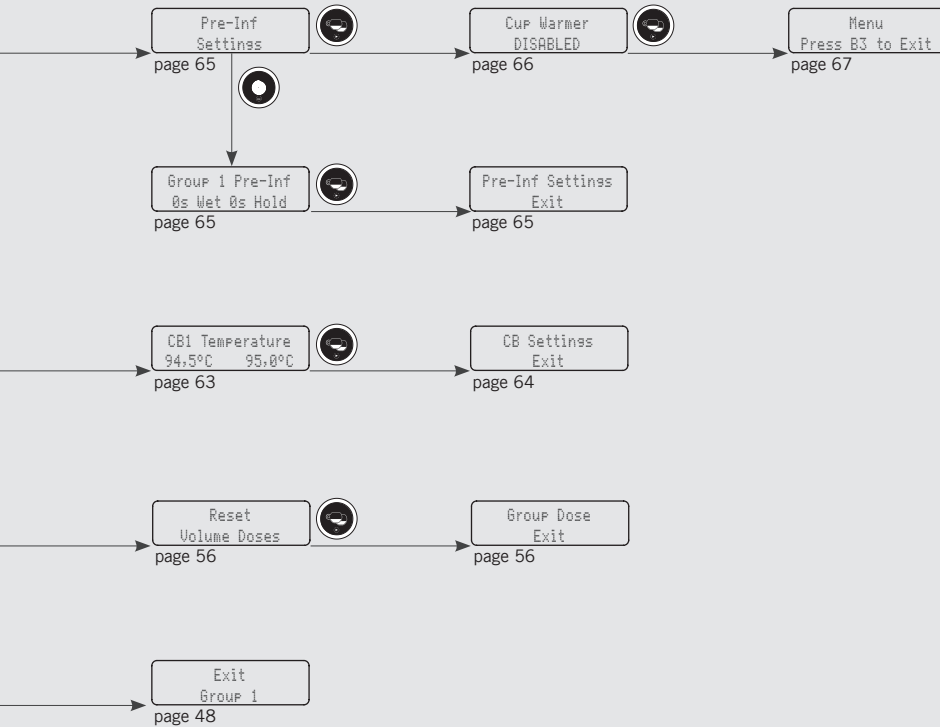 Pre-Inf
Settings
page 65
Cup Warmer
DISABLED
page 66
Menu
Press B3 to Exit
page 67
Group 1 Pre-Inf
0s Wet 0s Hold
page 65
Pre-Inf Settings
Exit
page 65
CB1 Temperature
94,5°C 95,0°C
page 63
CB Settings
Exit
page 64
Reset
Volume Doses
page 56
Group Dose
Exit
page 56
Exit
Group 1
page 48